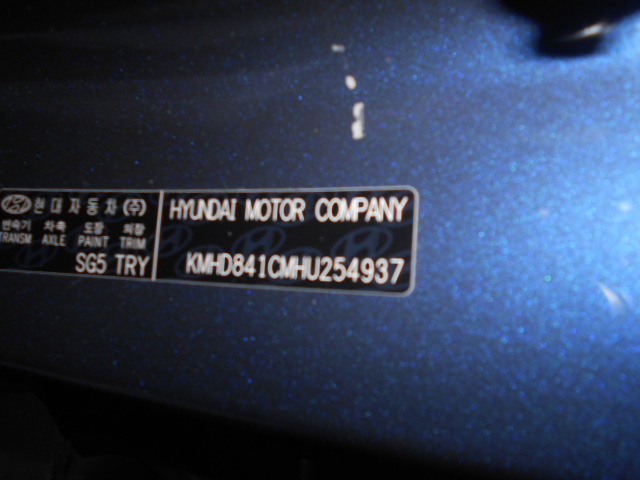 현대자동차(주)
변속기 차축 도장 의장
TRANSM AXLE PAINT TRIM
SG5 TRY
HYUNDAI MOTOR COMPANY
KMHD841CMHU254937